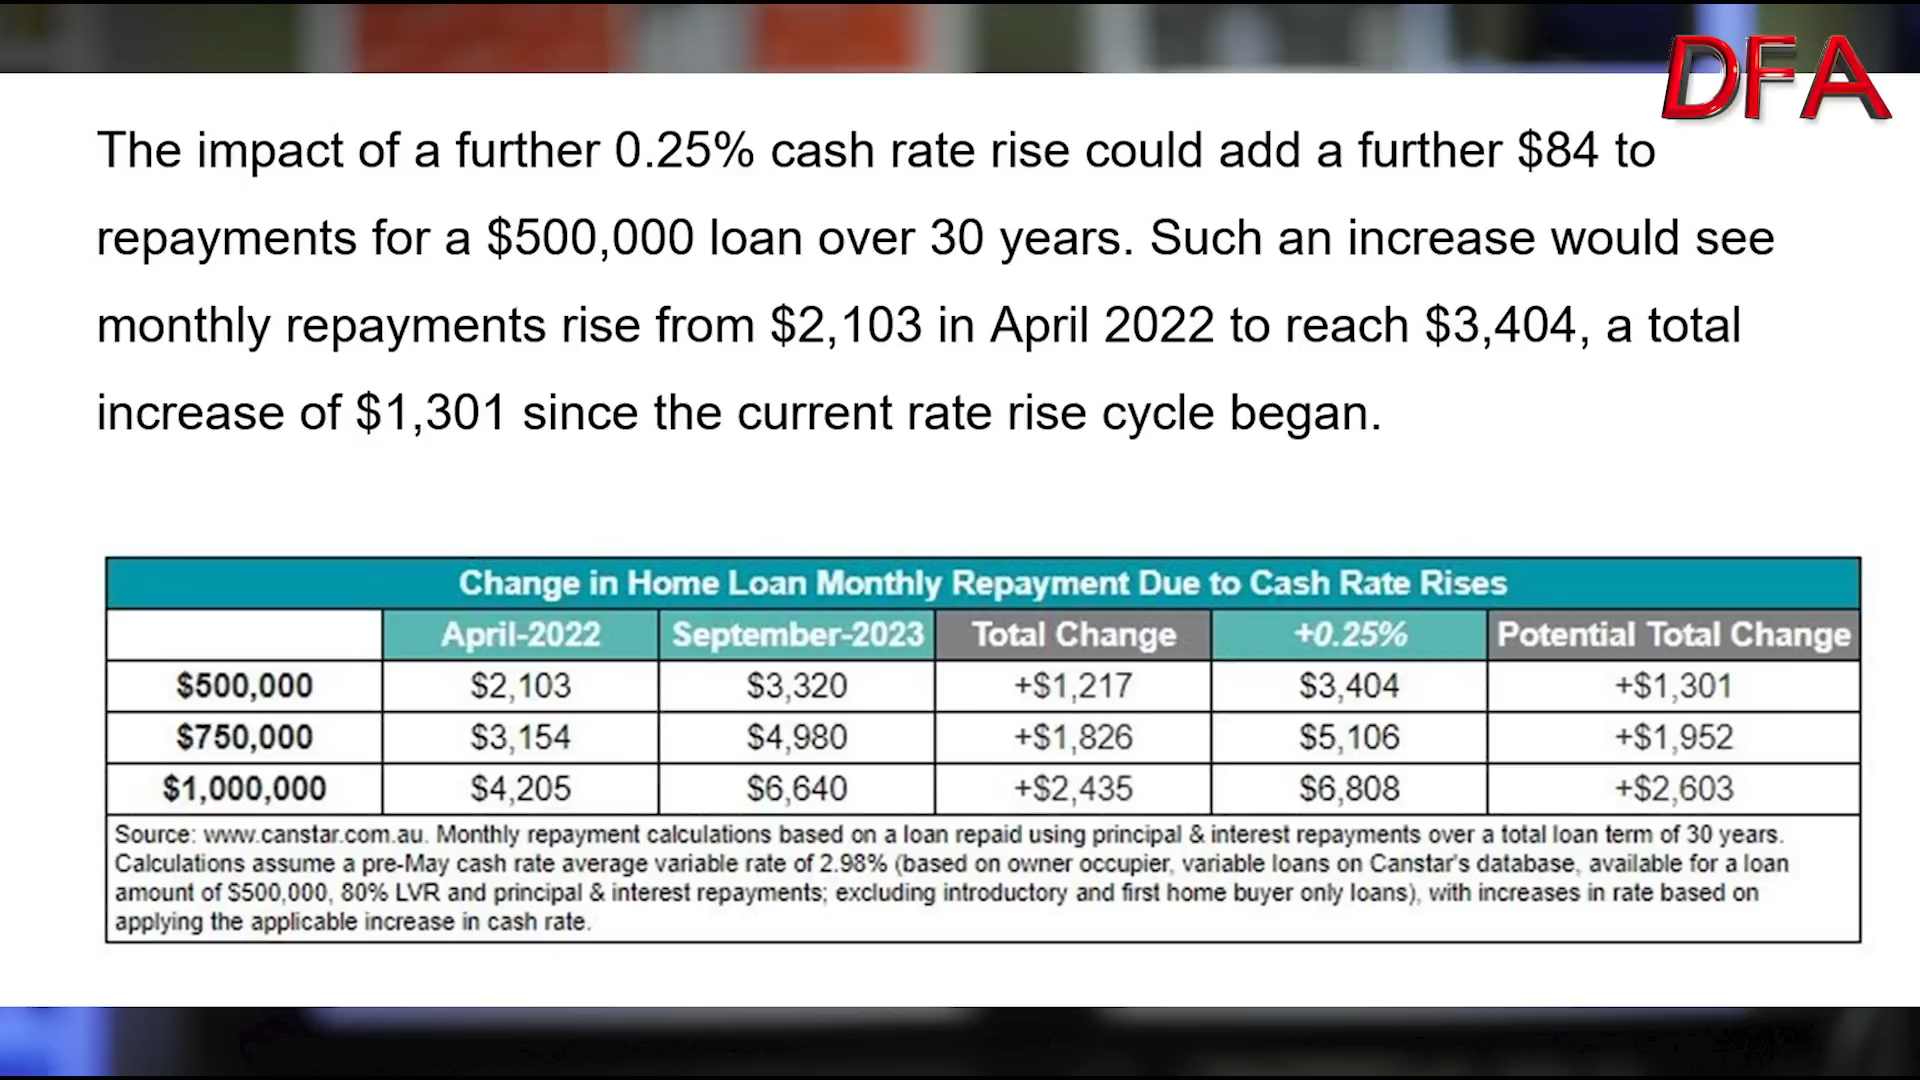 DFA
The impact of a further 0.25% cash rate rise could add a further $84 to
repayments for a $500,000 loan over 30 years. Such an increase would see
monthly repayments rise from $2,103 in April 2022 to reach $3,404, a total
increase of $1,301 since the current rate rise cycle began.
Change in Home Loan Monthly Repayment Due to Cash Rate Rises
April-2022 September-2023 Total Change +0.25% Potential Total Change
$500,000 $2,103 $3,320 +$1,217 $3,404 +$1,301
$750,000 $3,154 $4,980 +$1,826 $5,106 +$1,952
$1,000,000 $4,205 $6,640 +$2,435 $6,808 +$2,603
Source: www.canstar.com.au. Monthly repayment calculations based on a loan repaid using principal & interest repayments over a total loan term of 30 years.
Calculations assume a pre-May cash rate average variable rate of 2.98% (based on owner occupier, variable loans on Canstar's database, available for a loan
amount of $500,000, 80% LVR and principal & interest repayments; excluding introductory and first home buyer only loans), with increases in rate based on
applying the applicable increase in cash rate.